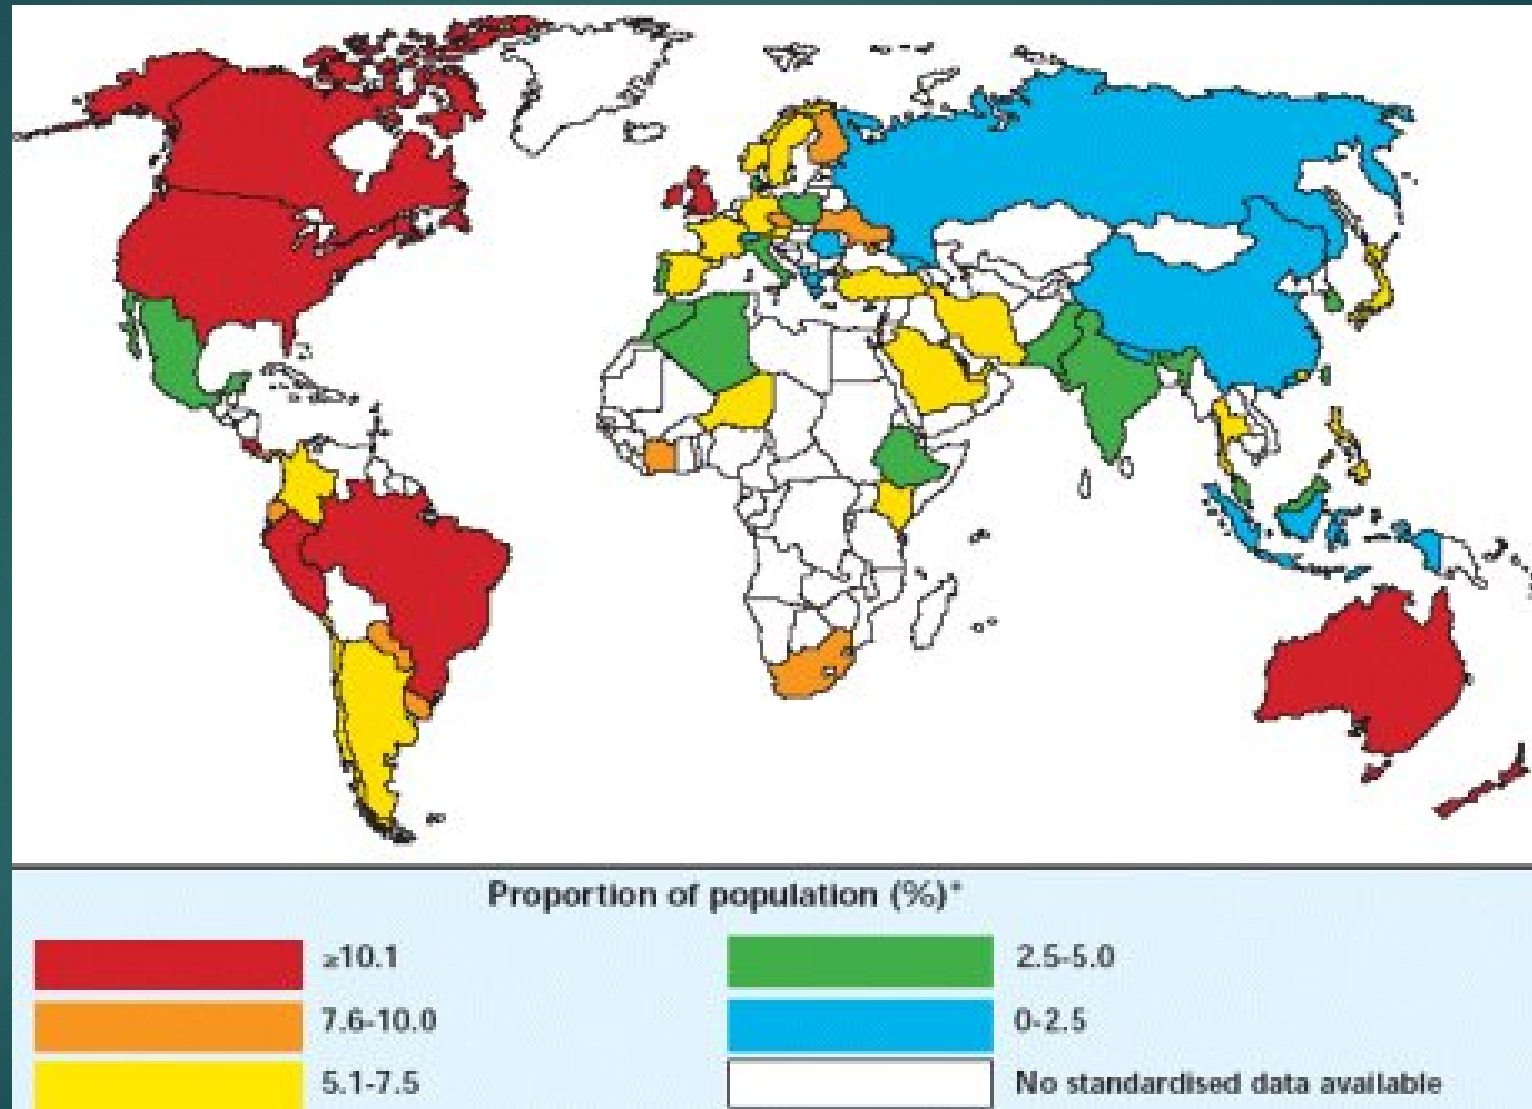 Proportion of population (%)*
≥10.1
7.6-10.0
5.1-7.5
2.5-5.0
0-2.5
No standardised data available